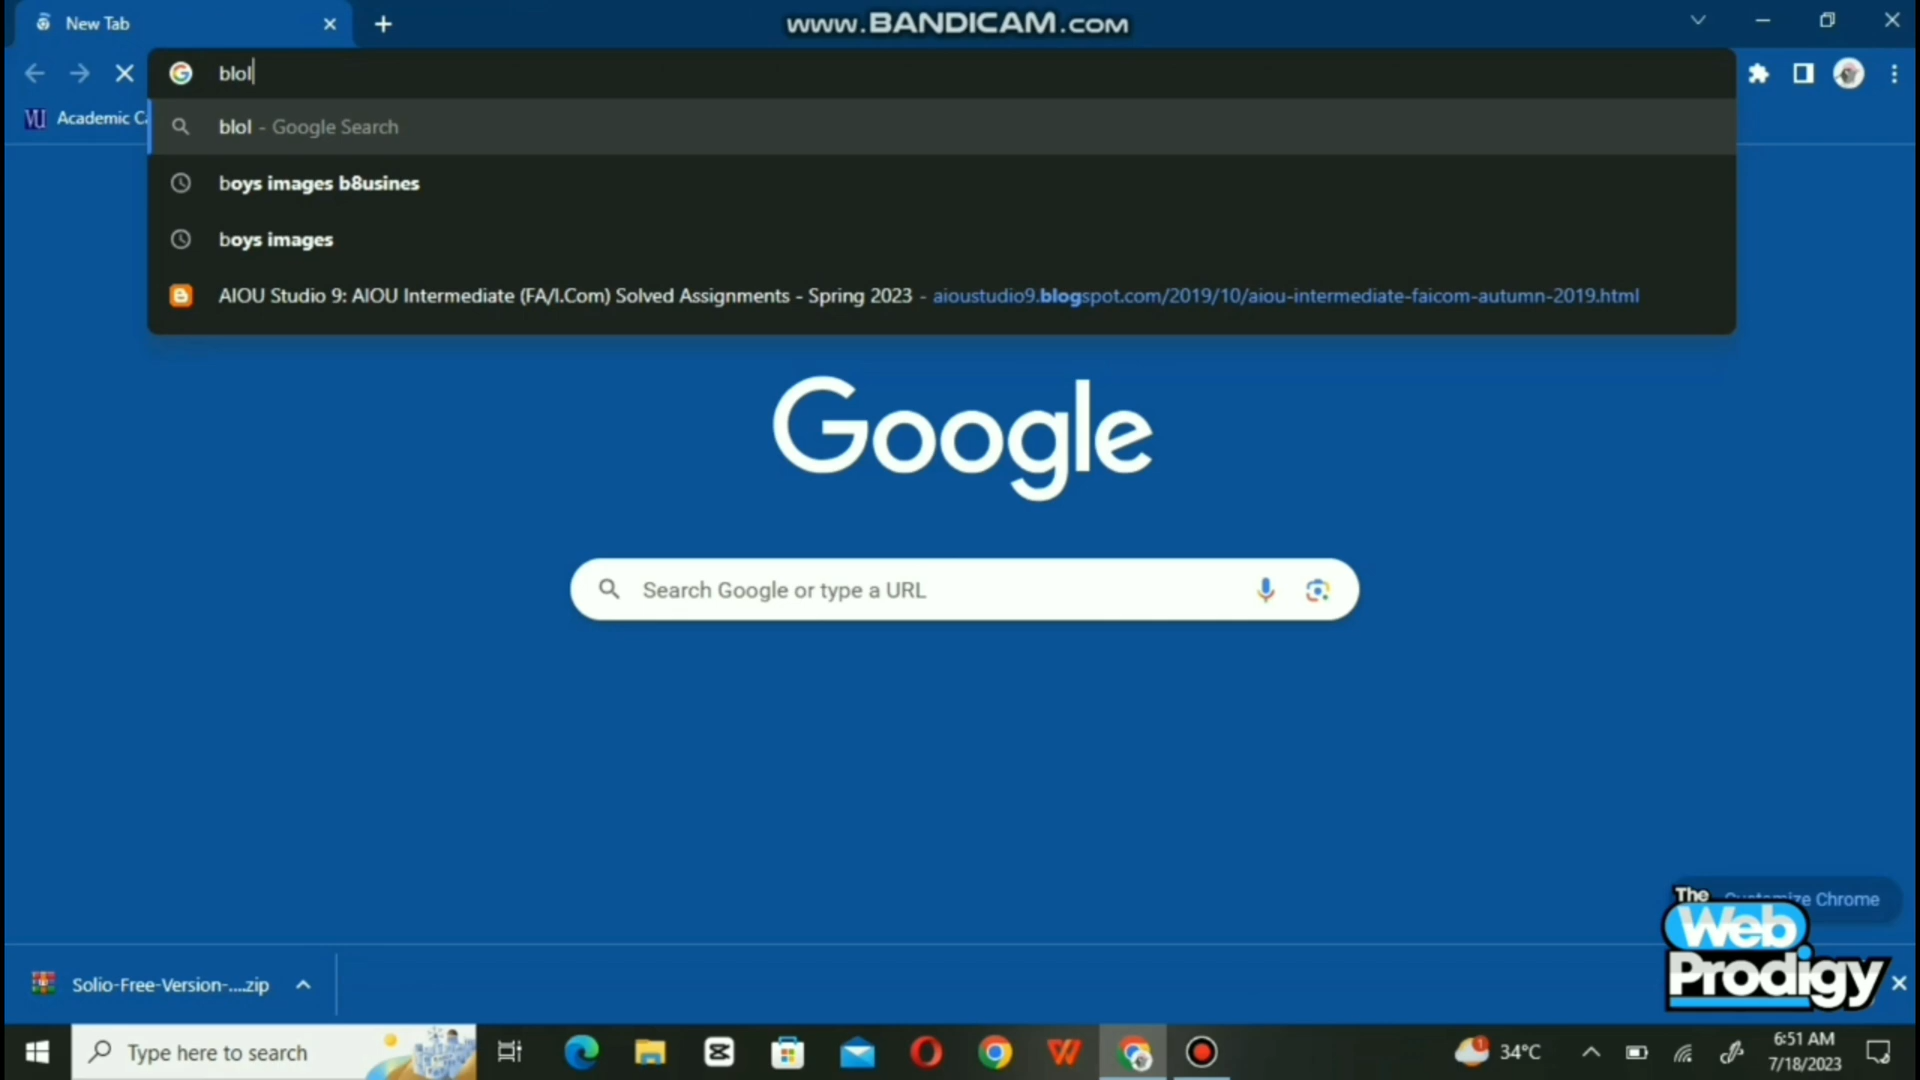 New Tab
www.BANDICAM.com
blol
Academic Ca
blol - Google Search
boys images b8usines
boys images
AIOU Studio 9: AIOU Intermediate (FA/I.Com) Solved Assignments - Spring 2023 - aioustudio9.blogspot.com/2019/10/aiou-intermediate-faicom-autumn-2019.html
Google
Search Google or type a URL
Chrome
The
Web
Prodigy
Solio-Free-Version-....zip
Type here to search
1
34°C
6:51 AM
7/18/2023